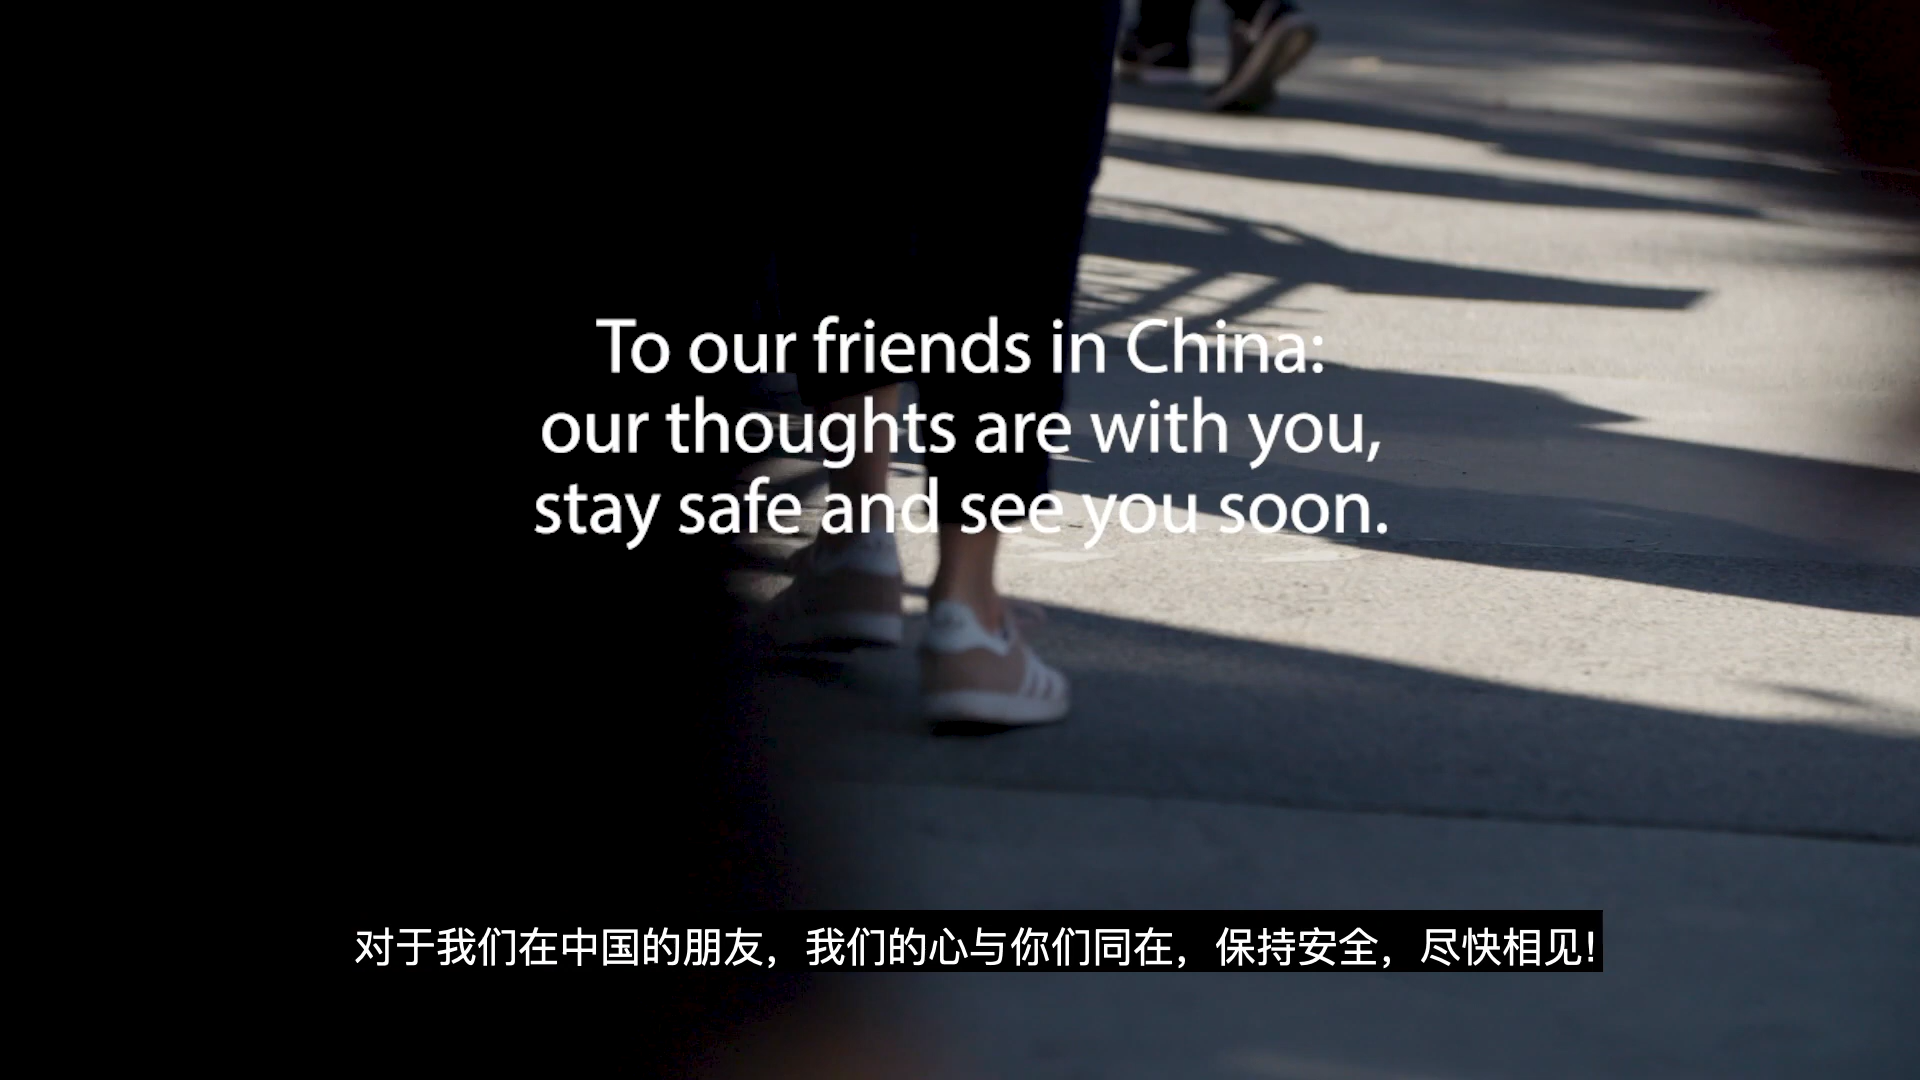 To our friends in China:
our thoughts are with you,
stay safe and see you soon.
对于我们在中国的朋友，我们的心与你们同在，保持安全，尽快相见!